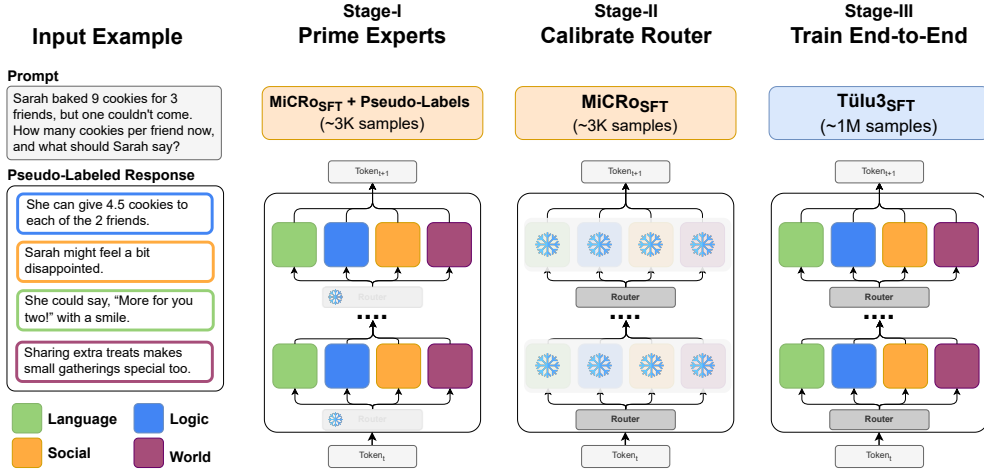 Input Example
Prompt
Sarah baked 9 cookies for 3
friends, but one couldn't come.
How many cookies per friend now,
and what should Sarah say?
Pseudo-Labeled Response
She can give 4.5 cookies to
each of the 2 friends.
Sarah might feel a bit
disappointed.
She could say, “More for you
two!” with a smile.
Sharing extra treats makes
small gatherings special too.
Language
Logic
Social
World
Stage-I
Prime Experts
MiCRoSFT + Pseudo-Labels
(~3K samples)
Tokent+1
Router
....
Router
Tokent
Stage-II
Calibrate Router
MiCRoSFT
(~3K samples)
Tokent+1
Router
....
Router
Tokent
Stage-III
Train End-to-End
Tülu3SFT
(~1M samples)
Tokent+1
Router
....
Router
Tokent